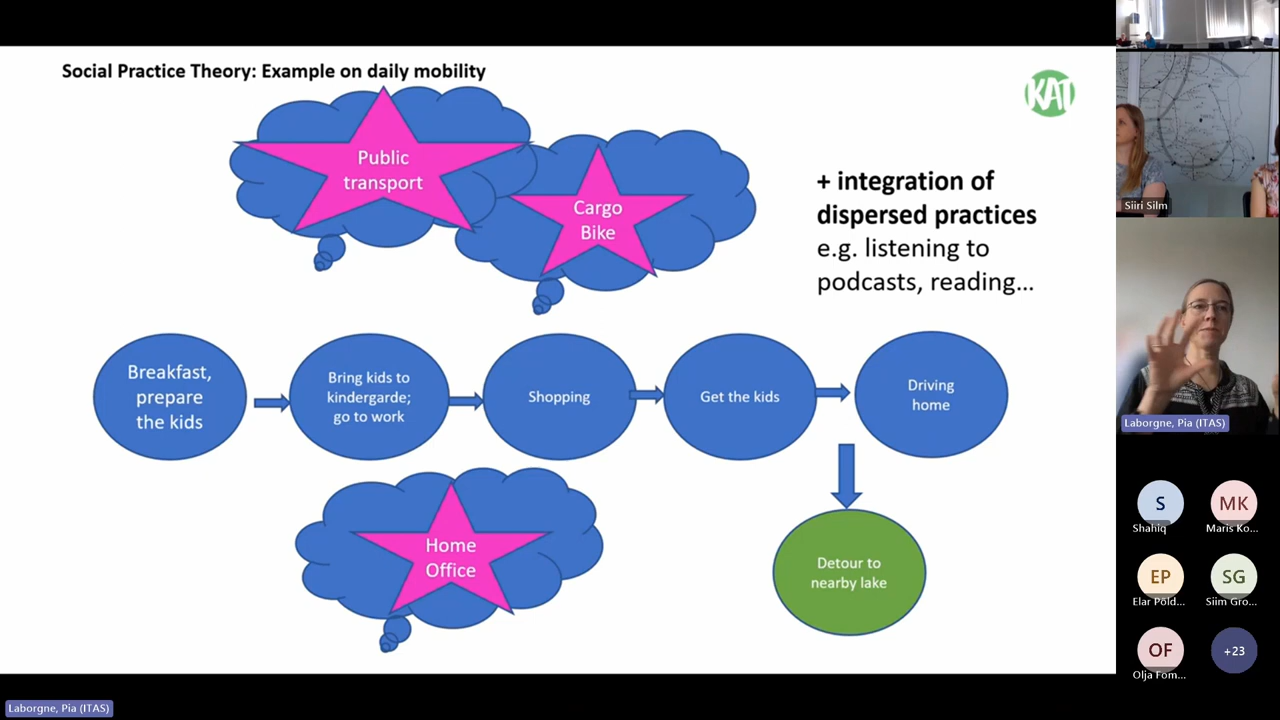 Social Practice Theory: Example on daily mobility
KAT
Public
transport
Cargo
Bike
+ integration of
dispersed practices
e.g. listening to
podcasts, reading...
Breakfast,
prepare
the kids
Bring kids to
kindergarde;
go to work
Shopping
Get the kids
Driving
home
Home
Office
Detour to
nearby lake
Siiri Silm
Laborgne, Pia (ITAS)
S
Shahiq
MK
Maris Ko...
EP
Elar Põld...
SG
Siim Gro...
OF
Olja Fom...
+23
Laborgne, Pia (ITAS)